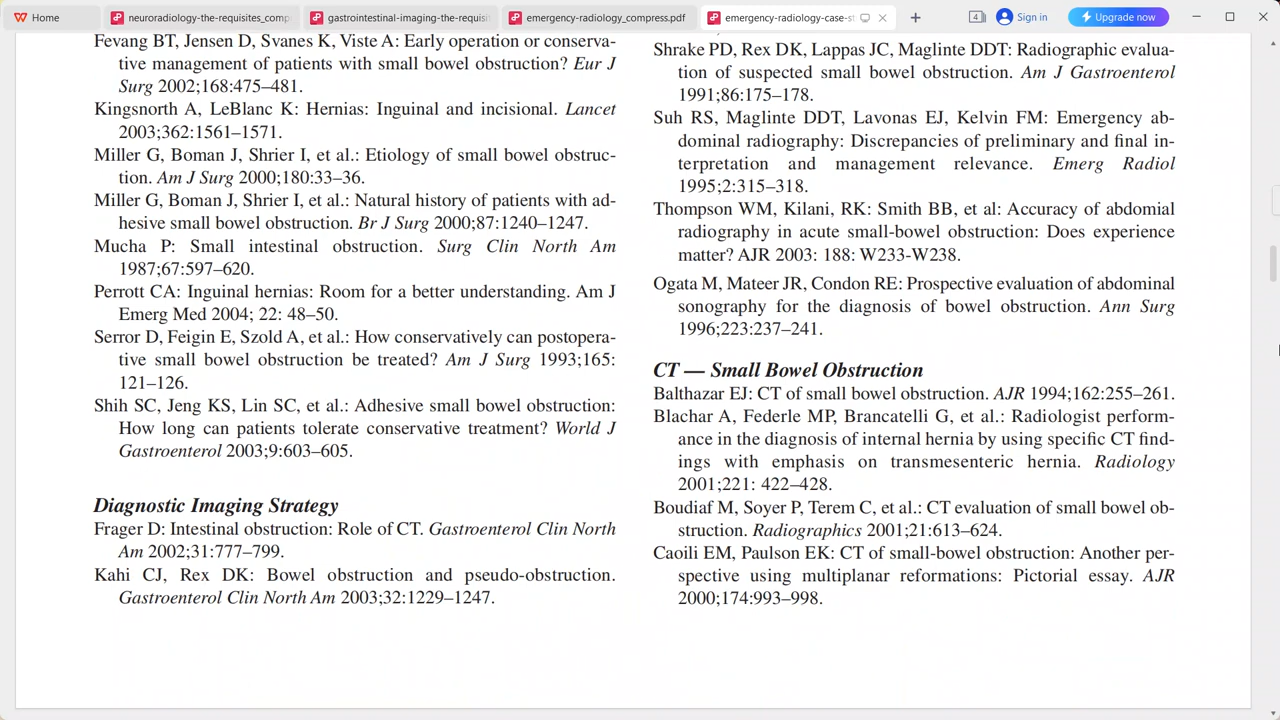 Home
neuroradiology-the-requisites_comp
gastrointestinal-imaging-the-requisi
emergency-radiology_compress.pdf
emergency-radiology-case-st
4
Sign in
Upgrade now
Fevang BT, Jensen D, Svanes K, Viste A: Early operation or conserva-
tive management of patients with small bowel obstruction? Eur J
Surg 2002;168:475–481.
Kingsnorth A, LeBlanc K: Hernias: Inguinal and incisional. Lancet
2003;362:1561–1571.
Miller G, Boman J, Shrier I, et al.: Etiology of small bowel obstruc-
tion. Am J Surg 2000;180:33–36.
Miller G, Boman J, Shrier I, et al.: Natural history of patients with ad-
hesive small bowel obstruction. Br J Surg 2000;87:1240–1247.
Mucha P: Small intestinal obstruction. Surg Clin North Am
1987;67:597–620.
Perrott CA: Inguinal hernias: Room for a better understanding. Am J
Emerg Med 2004; 22: 48–50.
Serror D, Feigin E, Szold A, et al.: How conservatively can postopera-
tive small bowel obstruction be treated? Am J Surg 1993;165:
121–126.
Shih SC, Jeng KS, Lin SC, et al.: Adhesive small bowel obstruction:
How long can patients tolerate conservative treatment? World J
Gastroenterol 2003;9:603–605.
Diagnostic Imaging Strategy
Frager D: Intestinal obstruction: Role of CT. Gastroenterol Clin North
Am 2002;31:777–799.
Kahi CJ, Rex DK: Bowel obstruction and pseudo-obstruction.
Gastroenterol Clin North Am 2003;32:1229–1247.
Shrake PD, Rex DK, Lappas JC, Maglinte DDT: Radiographic evalua-
tion of suspected small bowel obstruction. Am J Gastroenterol
1991;86:175–178.
Suh RS, Maglinte DDT, Lavonas EJ, Kelvin FM: Emergency ab-
dominal radiography: Discrepancies of preliminary and final in-
terpretation and management relevance. Emerg Radiol
1995;2:315–318.
Thompson WM, Kilani, RK: Smith BB, et al: Accuracy of abdomial
radiography in acute small-bowel obstruction: Does experience
matter? AJR 2003: 188: W233-W238.
Ogata M, Mateer JR, Condon RE: Prospective evaluation of abdominal
sonography for the diagnosis of bowel obstruction. Ann Surg
1996;223:237–241.
CT — Small Bowel Obstruction
Balthazar EJ: CT of small bowel obstruction. AJR 1994;162:255–261.
Blachar A, Federle MP, Brancatelli G, et al.: Radiologist perform-
ance in the diagnosis of internal hernia by using specific CT find-
ings with emphasis on transmesenteric hernia. Radiology
2001;221: 422–428.
Boudiaf M, Soyer P, Terem C, et al.: CT evaluation of small bowel ob-
struction. Radiographics 2001;21:613–624.
Caoili EM, Paulson EK: CT of small-bowel obstruction: Another per-
spective using multiplanar reformations: Pictorial essay. AJR
2000;174:993–998.